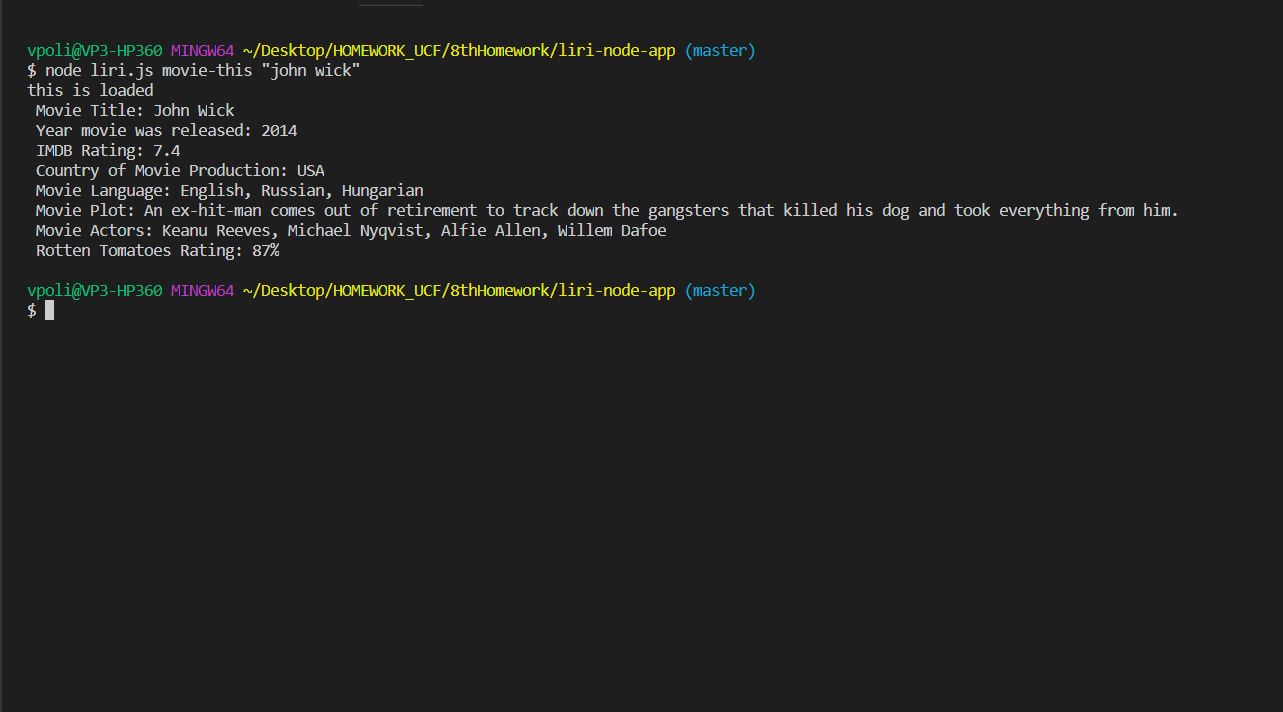 vpoli@VP3-HP360 MINGW64 ~/Desktop/HOMEWORK_UCF/8thHomework/liri-node-app (master)
$ node liri.js movie-this "john wick"
this is loaded
Movie Title: John Wick
Year movie was released: 2014
IMDB Rating: 7.4
Country of Movie Production: USA
Movie Language: English, Russian, Hungarian
Movie Plot: An ex-hit-man comes out of retirement to track down the gangsters that killed his dog and took everything from him.
Movie Actors: Keanu Reeves, Michael Nyqvist, Alfie Allen, Willem Dafoe
Rotten Tomatoes Rating: 87%
vpoli@VP3-HP360 MINGW64 ~/Desktop/HOMEWORK_UCF/8thHomework/liri-node-app (master)
$